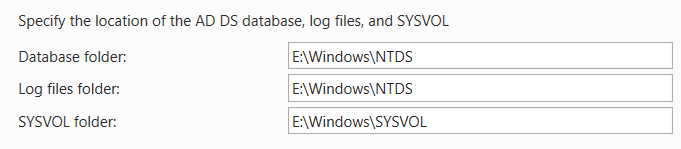 Specify the location of the AD DS database, log files, and SYSVOL
Database folder: E:\Windows\NTDS
Log files folder: E:\Windows\NTDS
SYSVOL folder: E:\Windows\SYSVOL